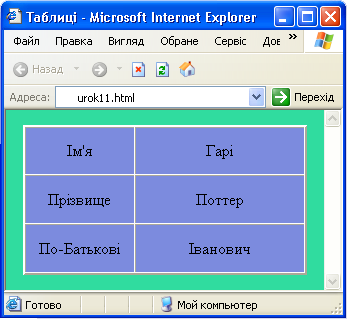 Таблиці - Microsoft Internet Explorer
Файл Правка Вигляд Обране Сервіс Дов »
Назад
Адреса: urok11.html Перехід
Ім'я Гарі
Прізвище Поттер
По-Батькові Іванович
Готово Мой компьютер